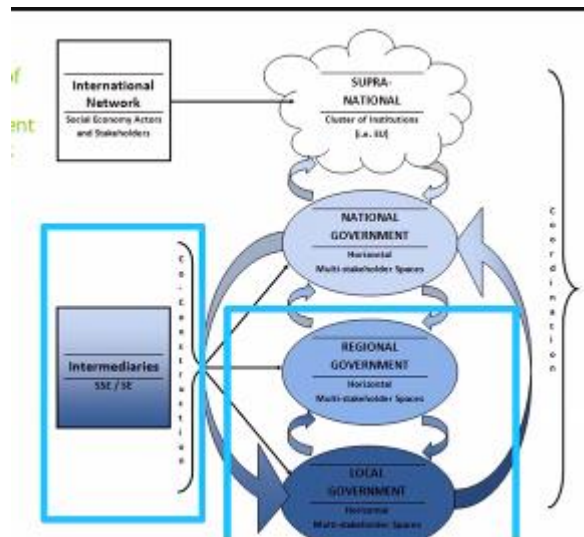 of
International
Network
Social Economy Actors
and Stakeholders
SUPRA-
NATIONAL
Cluster of Institutions
(i.e. EU)
NATIONAL
GOVERNMENT
Horizontal
Multi-stakeholder Spaces
Intermediaries
SSE / SE
Co-Construction
REGIONAL
GOVERNMENT
Horizontal
Multi-stakeholder Spaces
LOCAL
GOVERNMENT
Horizontal
Multi-stakeholder Spaces
Coordination